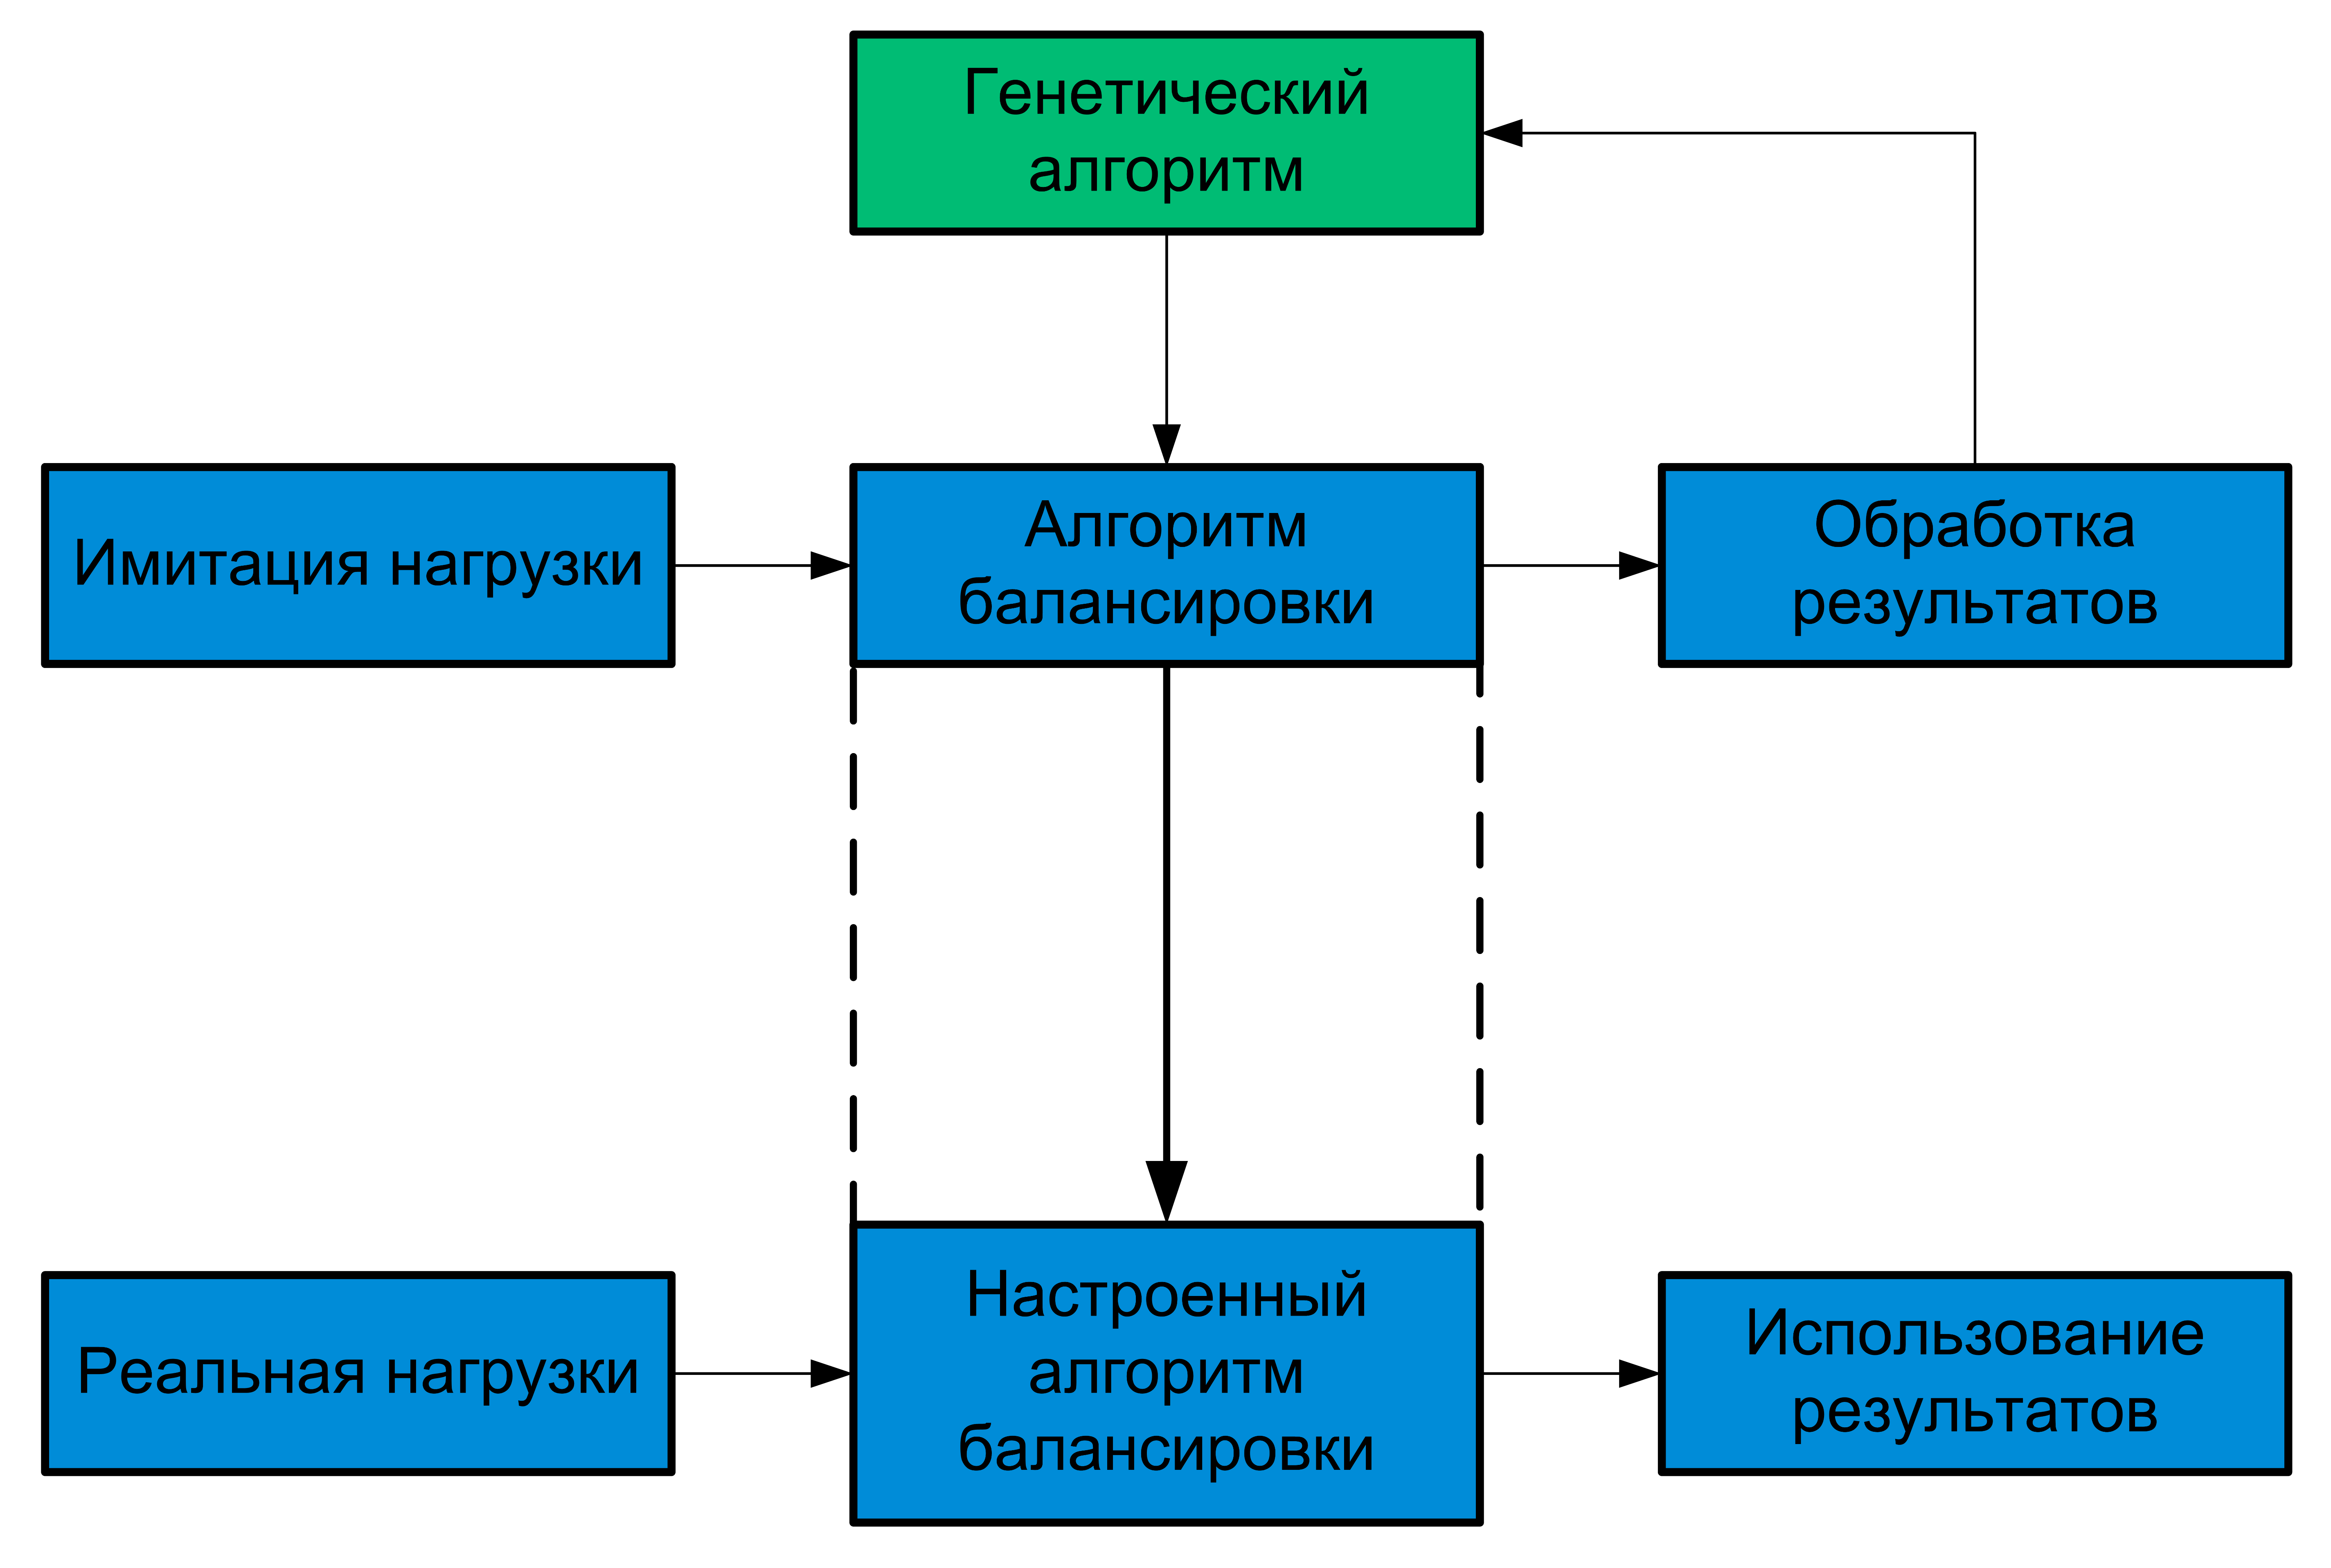 Генетический
алгоритм
Имитация нагрузки
Алгоритм
балансировки
Обработка
результатов
Реальная нагрузки
Настроенный
алгоритм
балансировки
Использование
результатов